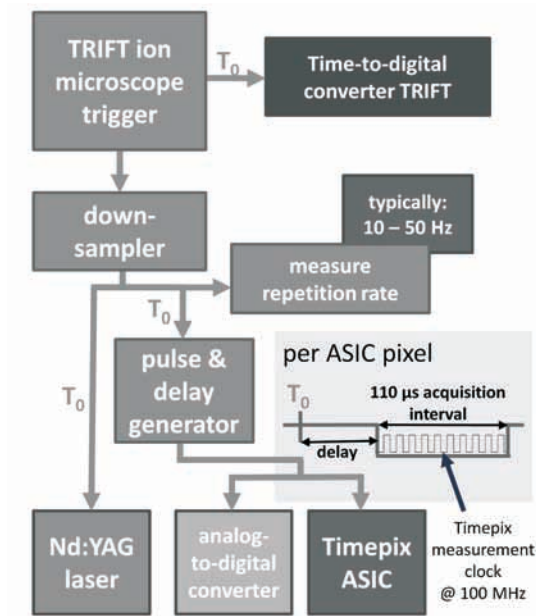 TRIFT ion
microscope
trigger
T₀
Time-to-digital
converter TRIFT
down-
sampler
typically:
10 – 50 Hz
measure
repetition rate
T₀
T₀
pulse &
delay
generator
per ASIC pixel
T₀
110 µs acquisition
interval
delay
Nd:YAG
laser
analog-
to-digital
converter
Timepix
ASIC
Timepix
measurement
clock
@ 100 MHz